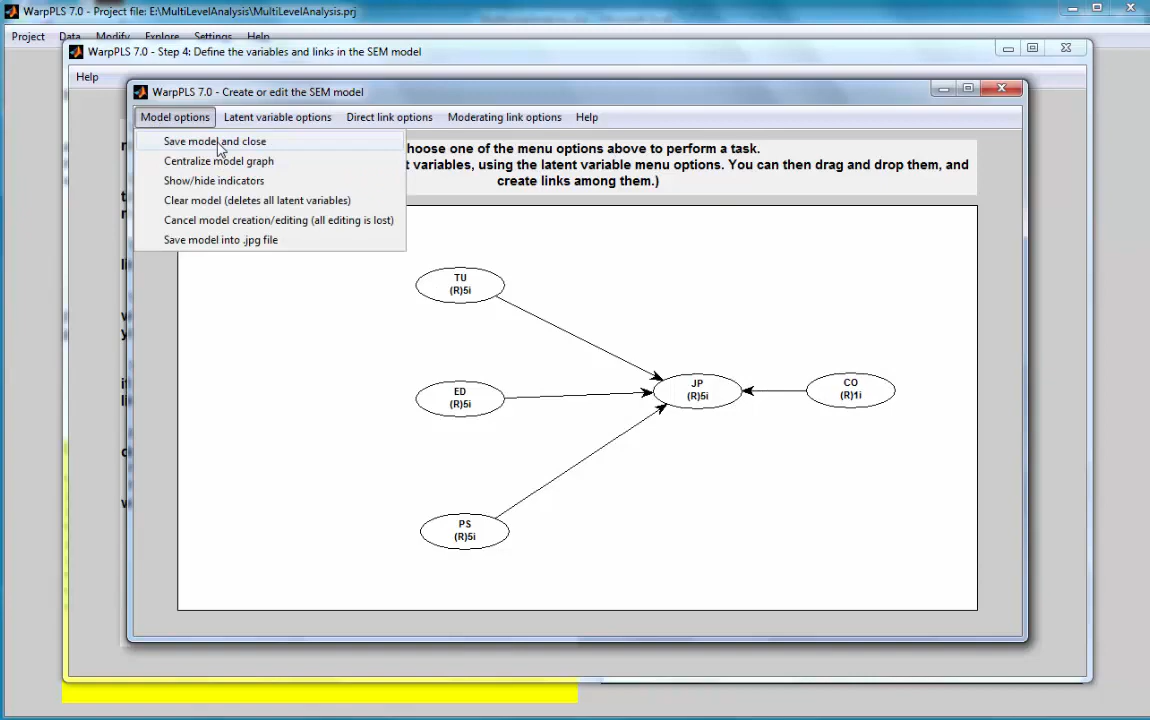 WarpPLS 7.0 - Project file: E:\MultiLevelAnalysis\MultiLevelAnalysis.prj
Project Data Modify Explore Settings Help
WarpPLS 7.0 - Step 4: Define the variables and links in the SEM model
Help
WarpPLS 7.0 - Create or edit the SEM model
Model options Latent variable options Direct link options Moderating link options Help
Save model and close
Centralize model graph
Show/hide indicators
Clear model (deletes all latent variables)
Cancel model creation/editing (all editing is lost)
Save model into .jpg file
hoose one of the menu options above to perform a task.
t variables, using the latent variable menu options. You can then drag and drop them, and
create links among them.)
TU
(R)5i
ED
(R)5i
JP
(R)5i
CO
(R)1i
PS
(R)5i